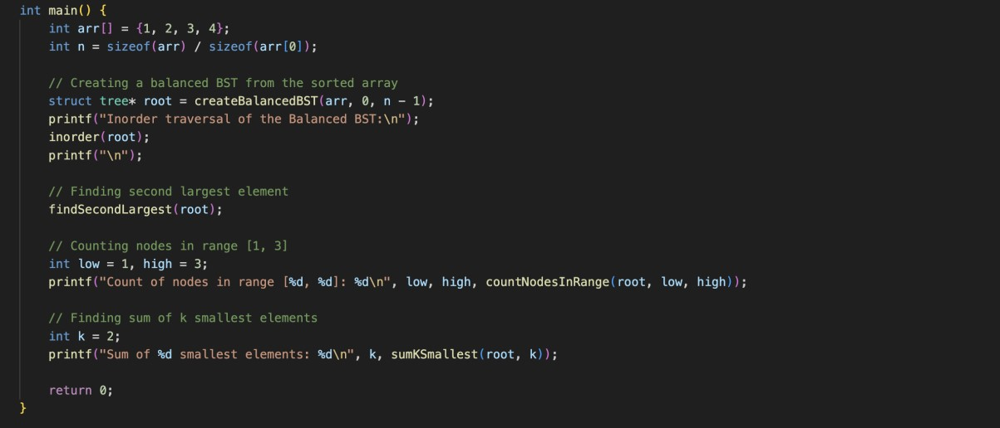 int main() {
    int arr[] = {1, 2, 3, 4};
    int n = sizeof(arr) / sizeof(arr[0]);

    // Creating a balanced BST from the sorted array
    struct tree* root = createBalancedBST(arr, 0, n - 1);
    printf("Inorder traversal of the Balanced BST:\n");
    inorder(root);
    printf("\n");

    // Finding second largest element
    findSecondLargest(root);

    // Counting nodes in range [1, 3]
    int low = 1, high = 3;
    printf("Count of nodes in range [%d, %d]: %d\n", low, high, countNodesInRange(root, low, high));

    // Finding sum of k smallest elements
    int k = 2;
    printf("Sum of %d smallest elements: %d\n", k, sumKSmallest(root, k));

    return 0;
}